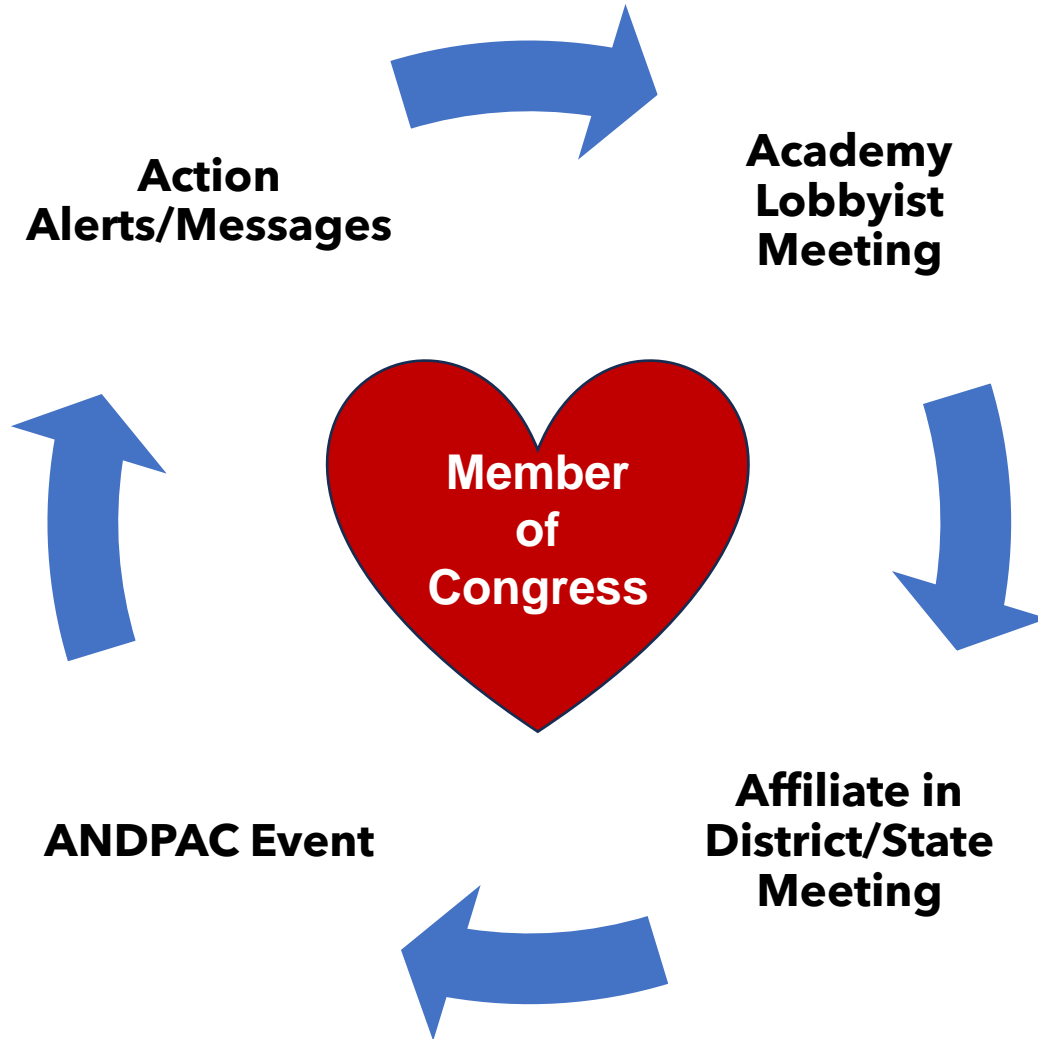 Action
Alerts/Messages
Academy
Lobbyist
Meeting
Member
of
Congress
ANDPAC Event
Affiliate in
District/State
Meeting